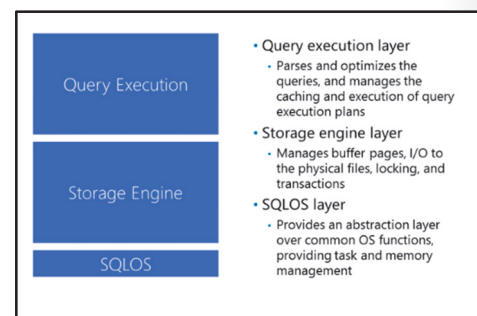 Query Execution
Storage Engine
SQLOS
• Query execution layer
• Parses and optimizes the
queries, and manages the
caching and execution of query
execution plans
• Storage engine layer
• Manages buffer pages, I/O to
the physical files, locking, and
transactions
• SQLOS layer
• Provides an abstraction layer
over common OS functions,
providing task and memory
management